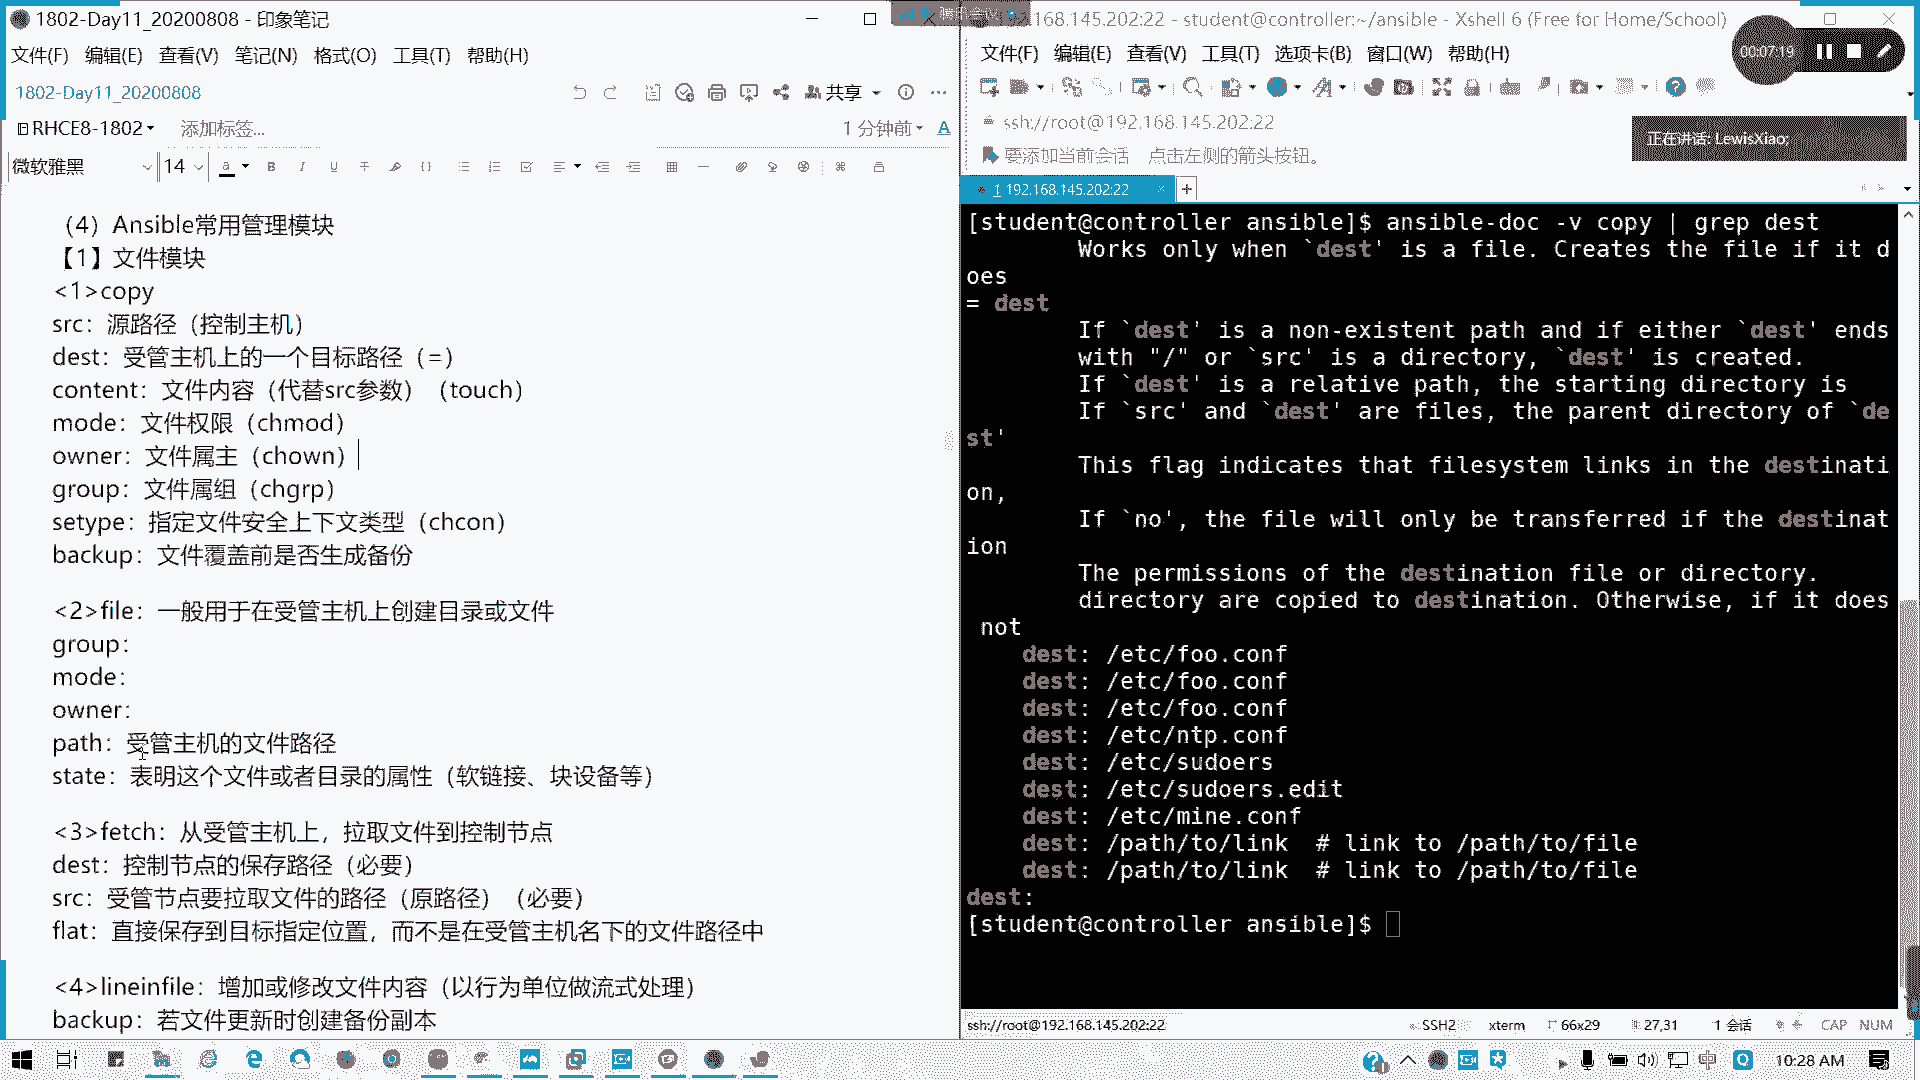 1802-Day11_20200808 - 印象笔记
文件(F) 编辑(E) 查看(V) 笔记(N) 格式(O) 工具(T) 帮助(H)
1802-Day11_20200808
共享
RHCE8-1802 添加标签...
1 分钟前
微软雅黑 14
（4）Ansible常用管理模块
【1】文件模块
<1>copy
src：源路径（控制主机）
dest：受管主机上的一个目标路径（=）
content：文件内容（代替src参数）（touch）
mode：文件权限（chmod）
owner：文件属主（chown）
group：文件属组（chgrp）
setype：指定文件安全上下文类型（chcon）
backup：文件覆盖前是否生成备份
<2>file：一般用于在受管主机上创建目录或文件
group：
mode：
owner：
path：受管主机的文件路径
state：表明这个文件或者目录的属性（软链接、块设备等）
<3>fetch：从受管主机上，拉取文件到控制节点
dest：控制节点的保存路径（必要）
src：受管节点要拉取文件的路径（原路径）（必要）
flat：直接保存到目标指定位置，而不是在受管主机名下的文件路径中
<4>lineinfile：增加或修改文件内容（以行为单位做流式处理）
backup：若文件更新时创建备份副本
.168.145.202:22 - student@controller:~/ansible - Xshell 6 (Free for Home/School)
文件(F) 编辑(E) 查看(V) 工具(T) 选项卡(B) 窗口(W) 帮助(H)
00:07:19
ssh://root@192.168.145.202:22
正在讲话: LewisXiao;
要添加当前会话 点击左侧的箭头按钮。
1 192.168.145.202:22
[student@controller ansible]$ ansible-doc -v copy | grep dest
Works only when `dest' is a file. Creates the file if it d
oes
= dest
If `dest' is a non-existent path and if either `dest' ends
with "/" or `src' is a directory, `dest' is created.
If `dest' is a relative path, the starting directory is
If `src' and `dest' are files, the parent directory of `de
st'
This flag indicates that filesystem links in the destinati
on,
If `no', the file will only be transferred if the destinat
ion
The permissions of the destination file or directory.
directory are copied to destination. Otherwise, if it does
not
dest: /etc/foo.conf
dest: /etc/foo.conf
dest: /etc/foo.conf
dest: /etc/ntp.conf
dest: /etc/sudoers
dest: /etc/sudoers.edit
dest: /etc/mine.conf
dest: /path/to/link # link to /path/to/file
dest: /path/to/link # link to /path/to/file
dest:
[student@controller ansible]$
ssh://root@192.168.145.202:22 SSH2 xterm 66x29 27,31 1 会话 CAP NUM
中 10:28 AM